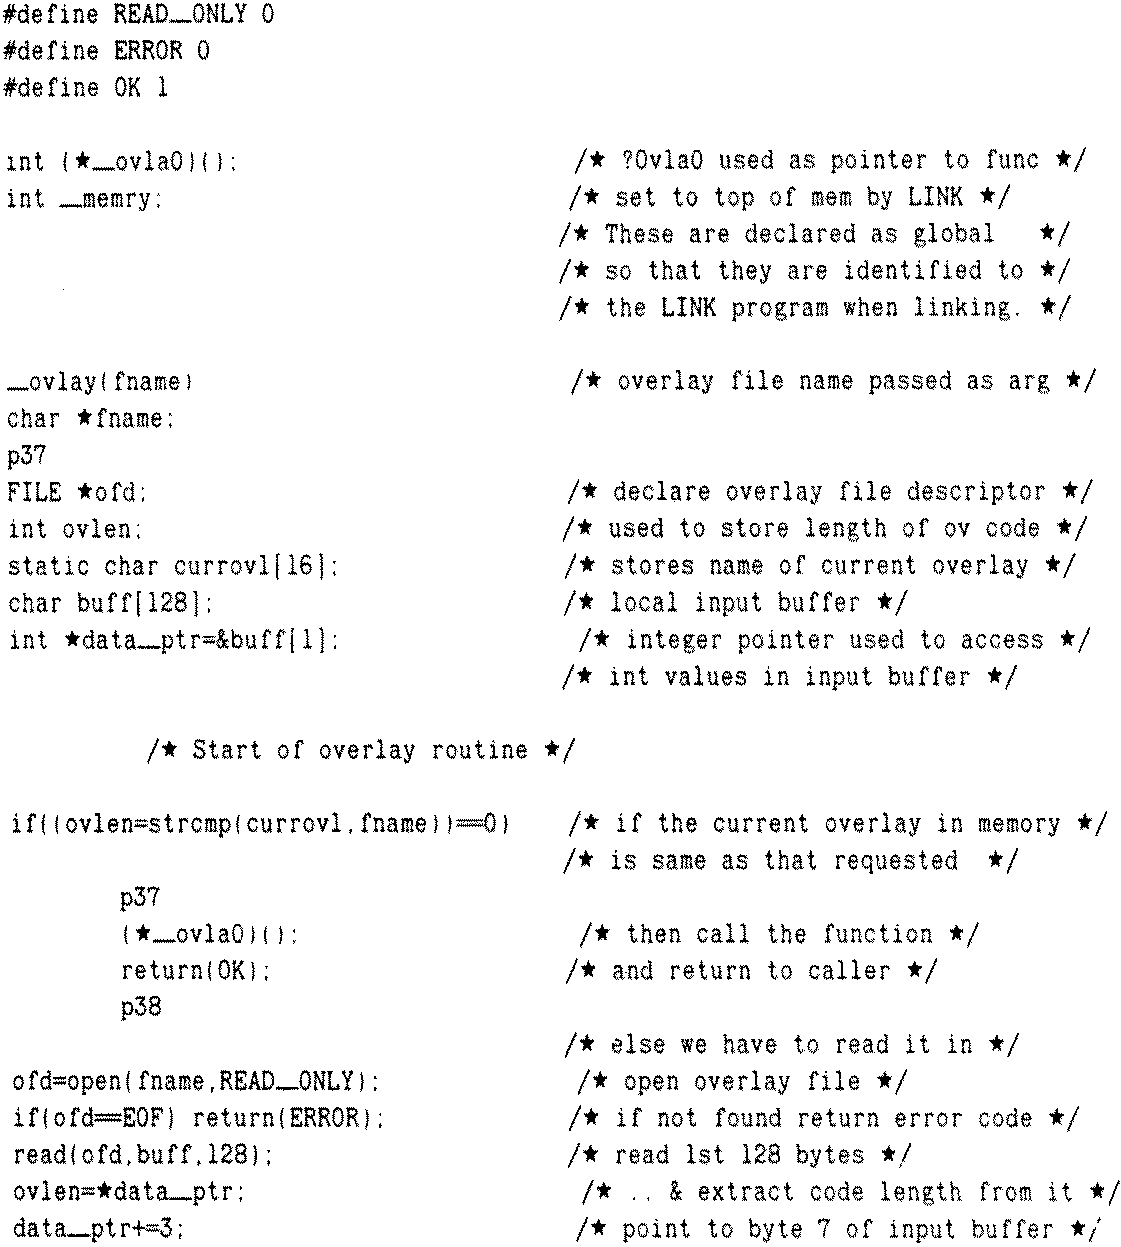 #define READ_ONLY 0
#define ERROR 0
#define OK 1
int (*_ovla0)(); /* ?Ovla0 used as pointer to func */
int _memry; /* set to top of mem by LINK */
/* These are declared as global */
/* so that they are identified to */
/* the LINK program when linking. */
_ovlay(fname) /* overlay file name passed as arg */
char *fname;
p37
FILE *ofd; /* declare overlay file descriptor */
int ovlen; /* used to store length of ov code */
static char currovl[16]; /* stores name of current overlay */
char buff[128]; /* local input buffer */
int *data_ptr=&buff[1]; /* integer pointer used to access */
/* int values in input buffer */
/* Start of overlay routine */
if((ovlen=strcmp(currovl,fname))==0) /* if the current overlay in memory */
/* is same as that requested */
p37
(*_ovla0)(); /* then call the function */
return(OK); /* and return to caller */
p38
/* else we have to read it in */
ofd=open(fname,READ_ONLY); /* open overlay file */
if(ofd==EOF) return(ERROR); /* if not found return error code */
read(ofd,buff,128); /* read 1st 128 bytes */
ovlen=*data_ptr; /* .. & extract code length from it */
data_ptr+=3; /* point to byte 7 of input buffer */